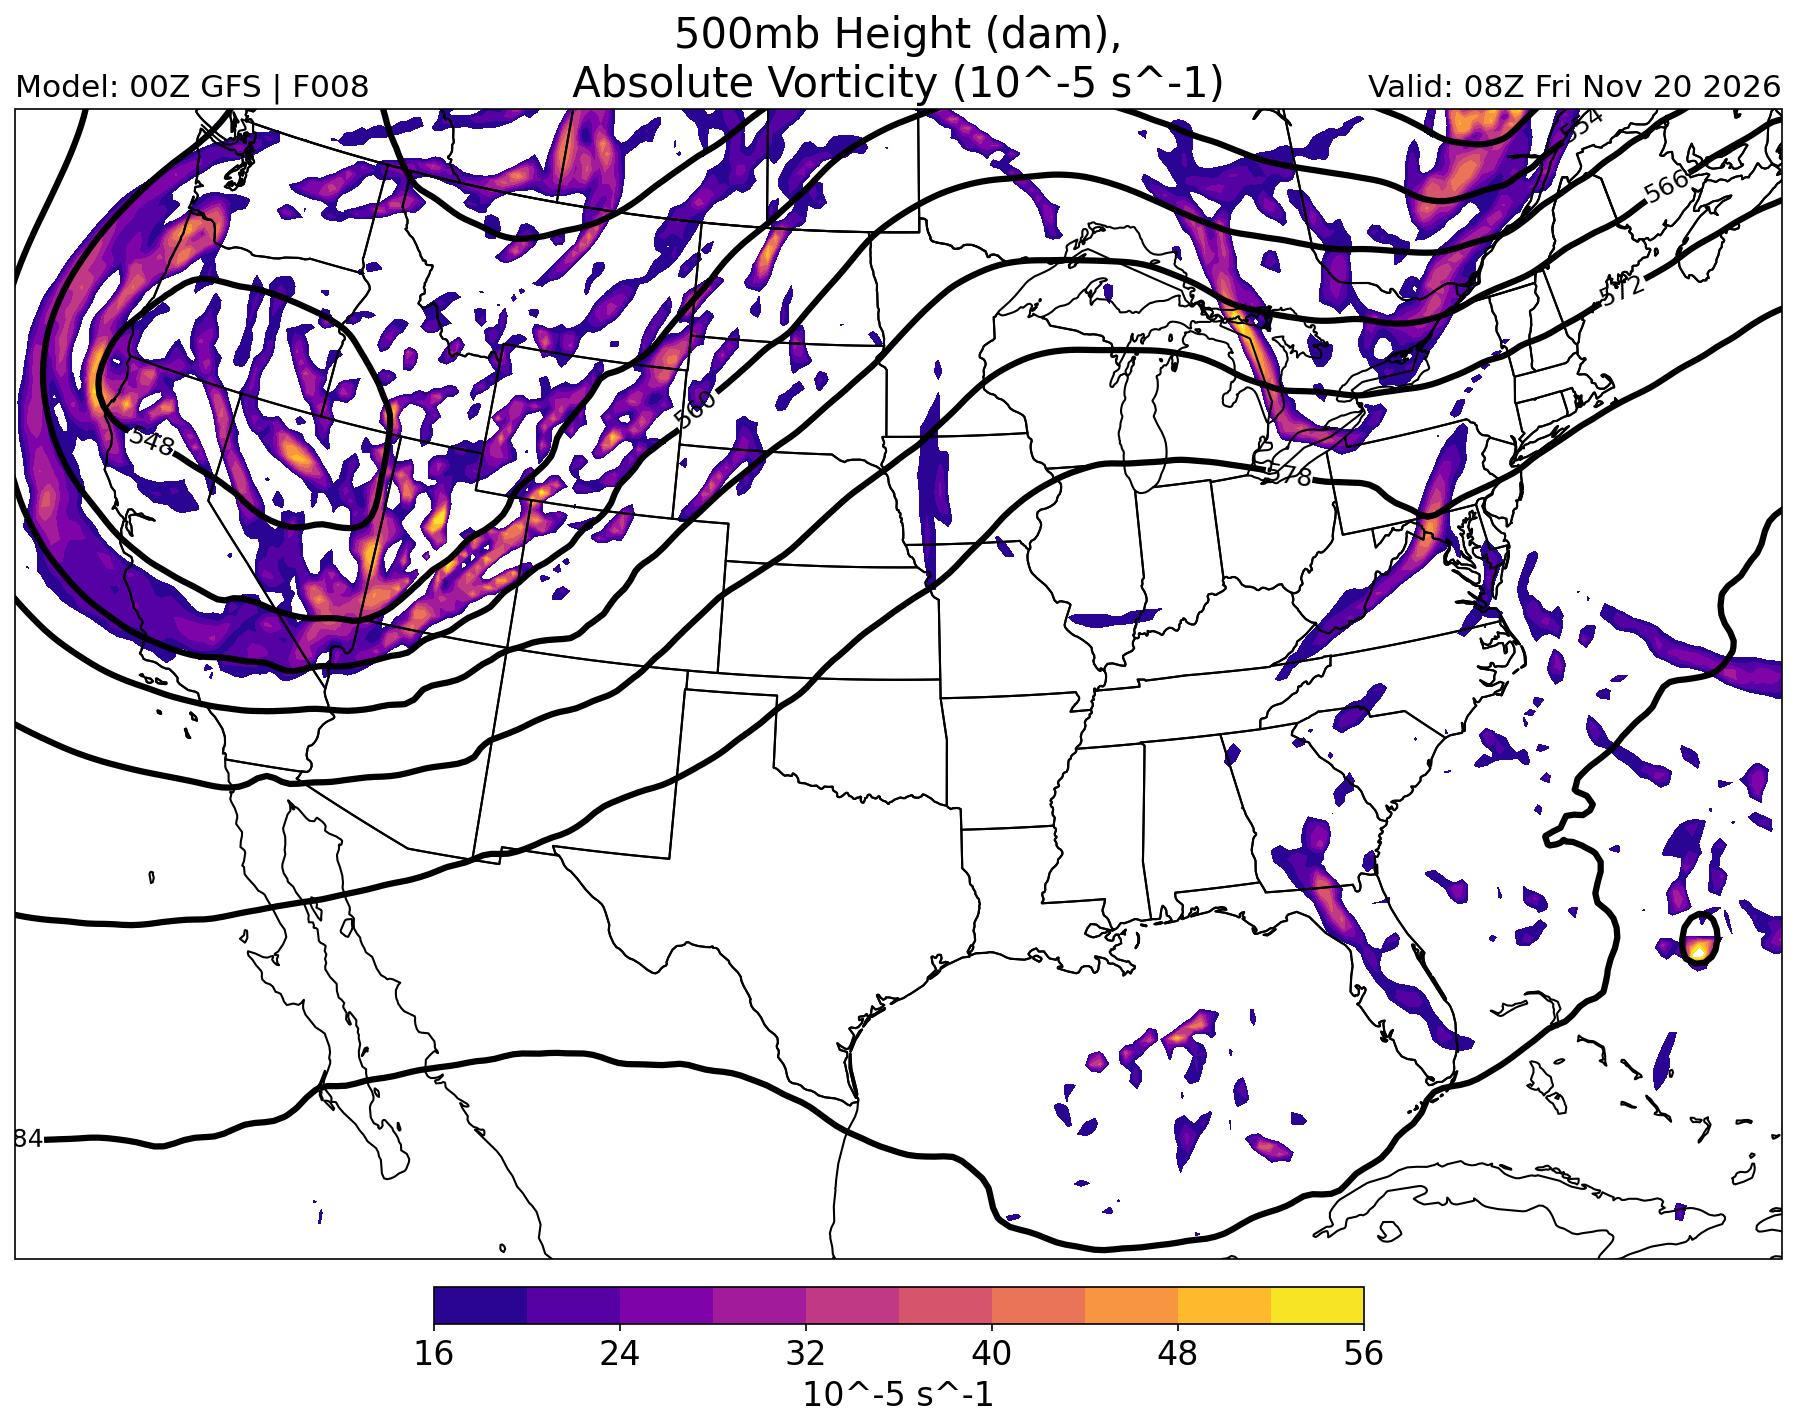 500mb Height (dam),
Model: 00Z GFS | F008
Absolute Vorticity (10^-5 s^-1)
Valid: 08Z Fri Nov 20 2026
554
566
572
560
548
578
84
16 24 32 40 48 56
10^-5 s^-1